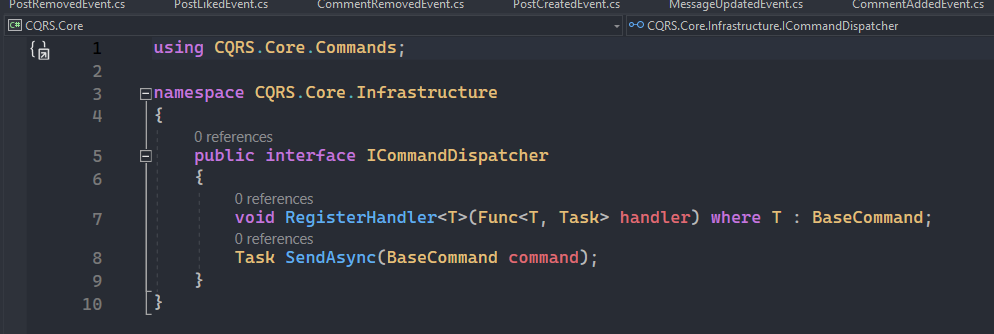 PostRemovedEvent.cs PostLikedEvent.cs CommentRemovedEvent.cs PostCreatedEvent.cs MessageUpdatedEvent.cs CommentAddedEvent.cs
C# CQRS.Core CQRS.Core.Infrastructure.ICommandDispatcher
1 using CQRS.Core.Commands;
2
3 namespace CQRS.Core.Infrastructure
4 {
0 references
5 public interface ICommandDispatcher
6 {
0 references
7 void RegisterHandler<T>(Func<T, Task> handler) where T : BaseCommand;
0 references
8 Task SendAsync(BaseCommand command);
9 }
10 }